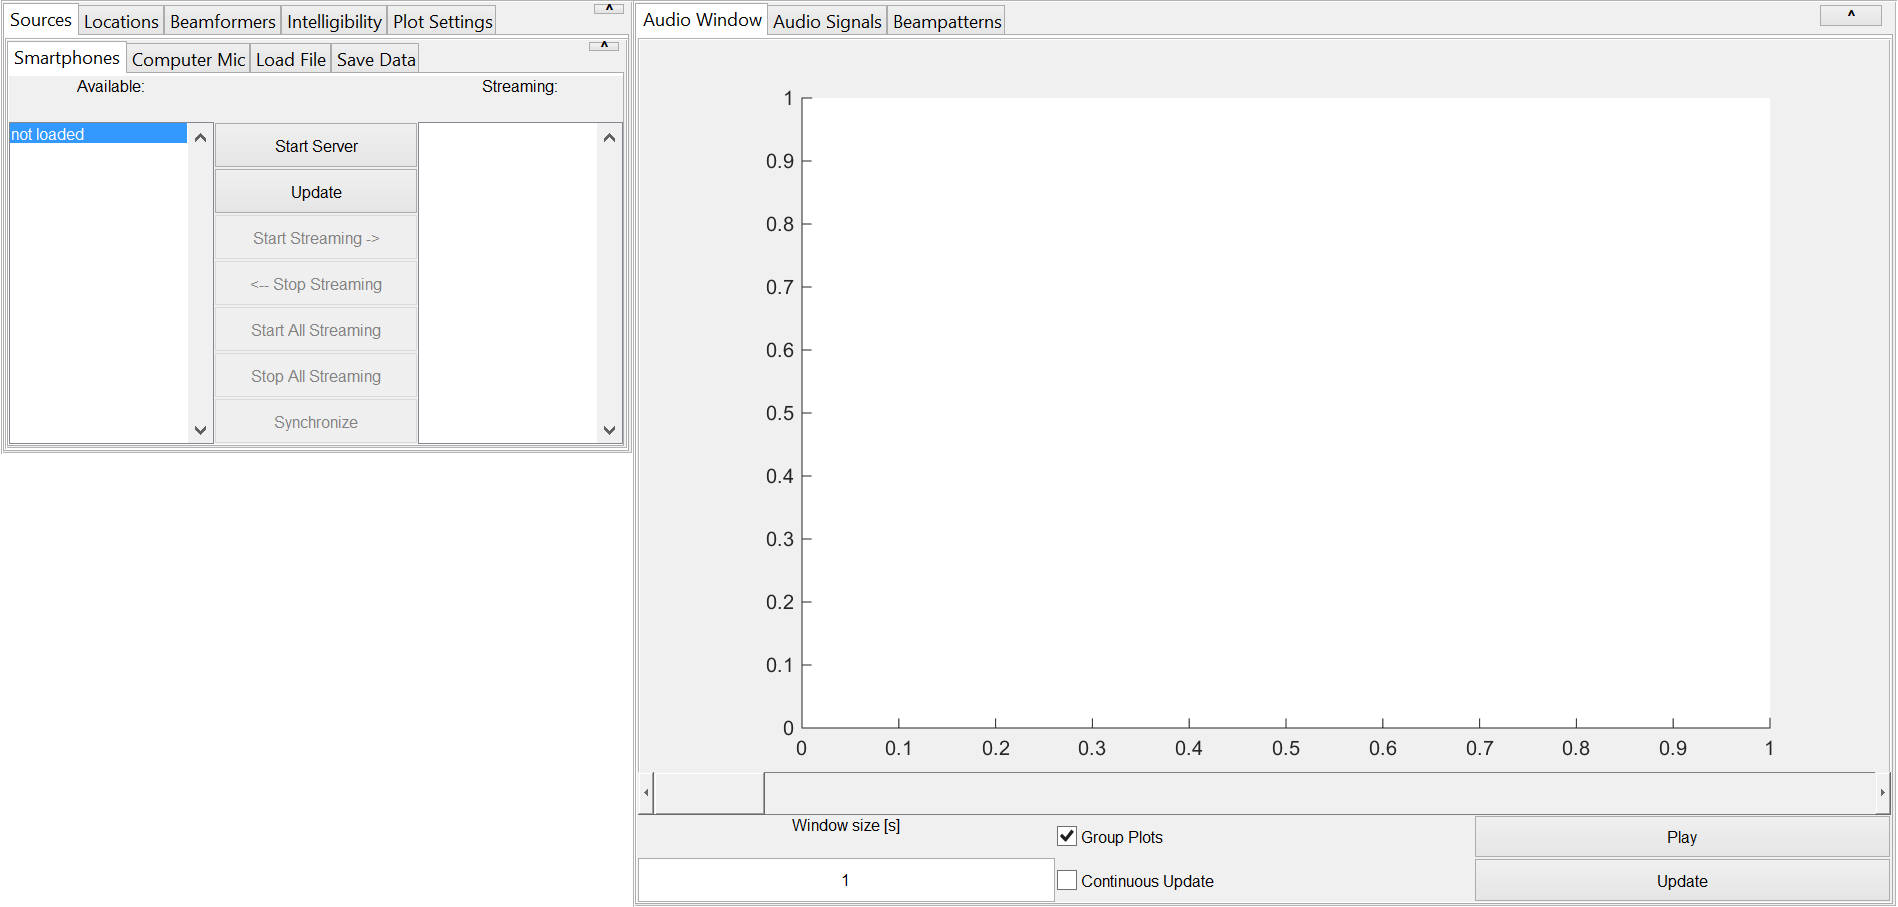 Sources Locations Beamformers Intelligibility Plot Settings ^
Smartphones Computer Mic Load File Save Data ^
Available: Streaming:
not loaded
Start Server
Update
Start Streaming ->
<-- Stop Streaming
Start All Streaming
Stop All Streaming
Synchronize
Audio Window Audio Signals Beampatterns ^
1
0.9
0.8
0.7
0.6
0.5
0.4
0.3
0.2
0.1
0
0 0.1 0.2 0.3 0.4 0.5 0.6 0.7 0.8 0.9 1
Window size [s]
1
Group Plots
Continuous Update
Play
Update